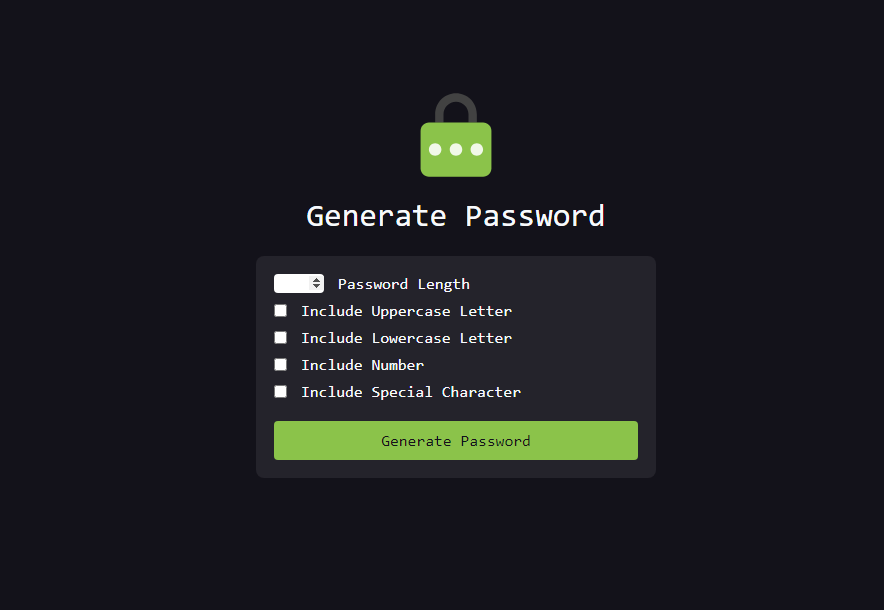 Generate Password
Password Length
Include Uppercase Letter
Include Lowercase Letter
Include Number
Include Special Character
Generate Password